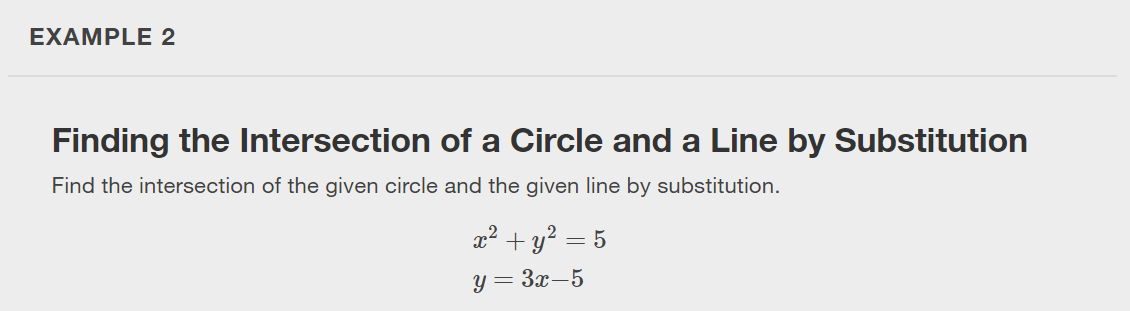 EXAMPLE 2
Finding the Intersection of a Circle and a Line by Substitution
Find the intersection of the given circle and the given line by substitution.
x² + y² = 5
y = 3x−5